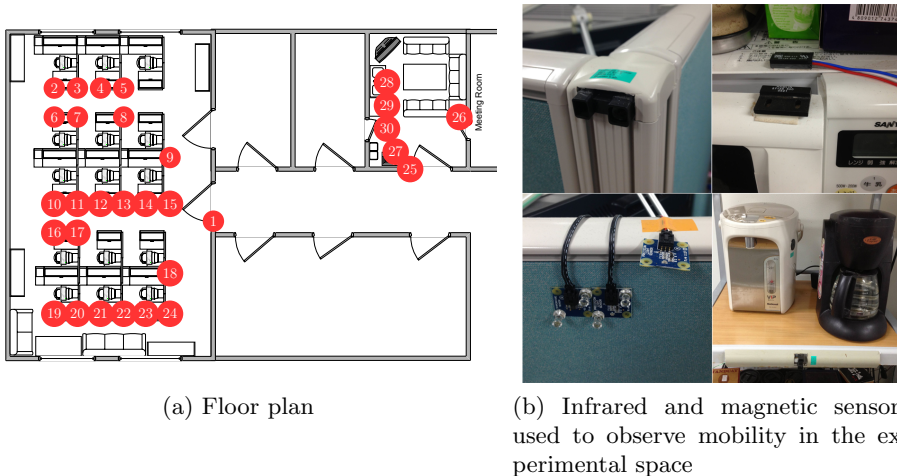 28
2 3 4 5
29
6 7 8
26
30
Meeting Room
9
27
25
10 11 12 13 14 15
1
16 17
18
19 20 21 22 23 24
SANY
VIP
(a) Floor plan
(b) Infrared and magnetic sensor
used to observe mobility in the ex
perimental space